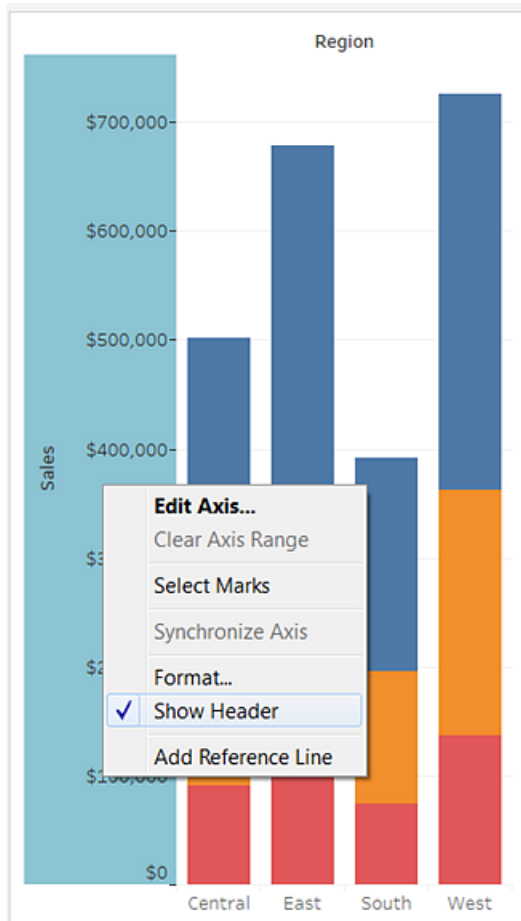 Region
$700,000
$600,000
$500,000
$400,000
Sales
Edit Axis...
Clear Axis Range
Select Marks
Synchronize Axis
Format...
Show Header
Add Reference Line
$0
Central East South West